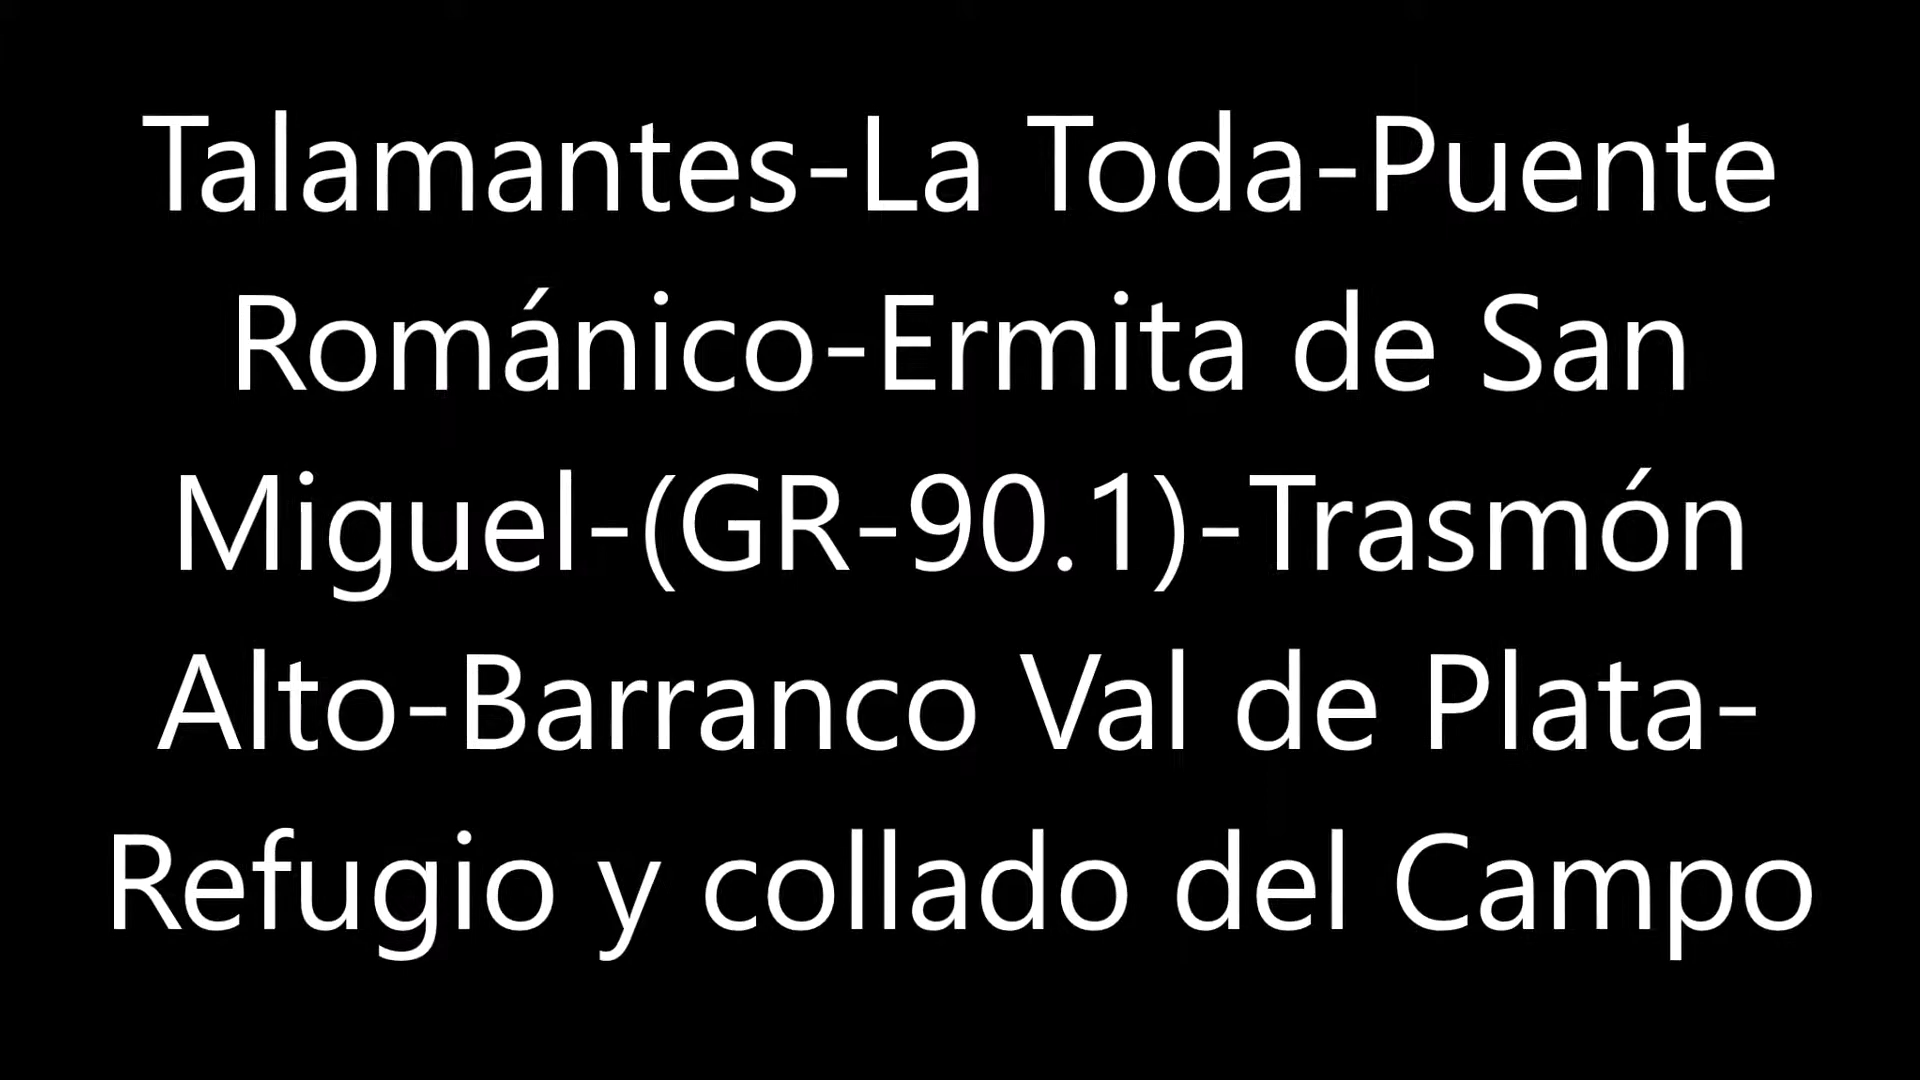 Talamantes-La Toda-Puente
Románico-Ermita de San
Miguel-(GR-90.1)-Trasmón
Alto-Barranco Val de Plata-
Refugio y collado del Campo